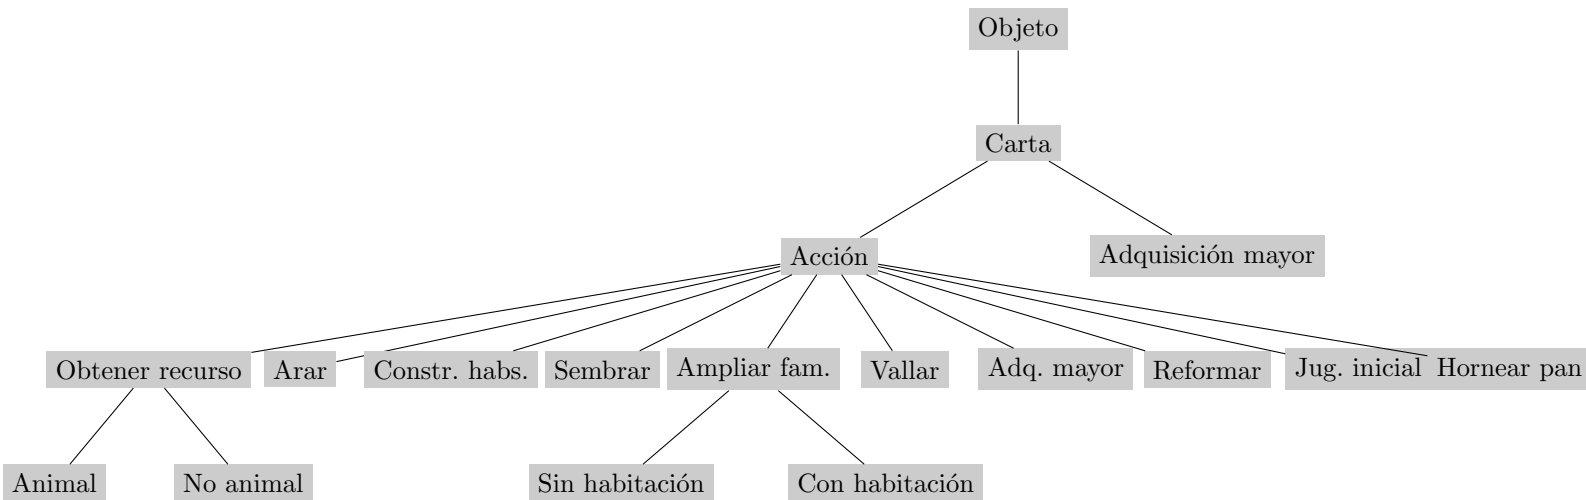 Objeto
Carta
Acción
Adquisición mayor
Obtener recurso
Arar
Constr. habs.
Sembrar
Ampliar fam.
Vallar
Adq. mayor
Reformar
Jug. inicial
Hornear pan
Animal
No animal
Sin habitación
Con habitación